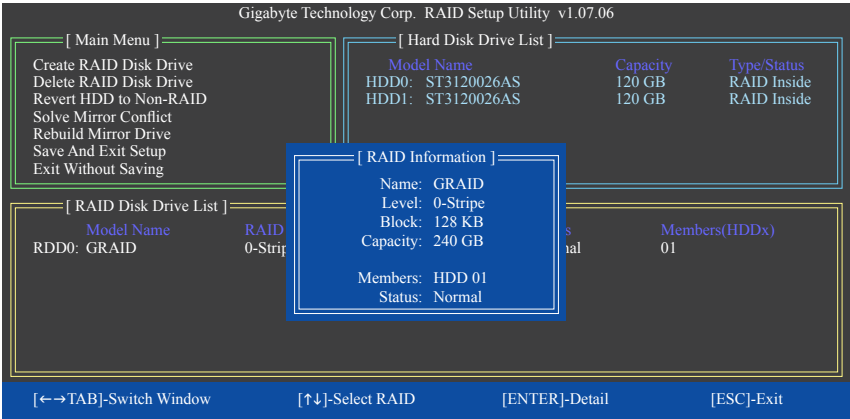 Gigabyte Technology Corp. RAID Setup Utility v1.07.06
[ Main Menu ]
Create RAID Disk Drive
Delete RAID Disk Drive
Revert HDD to Non-RAID
Solve Mirror Conflict
Rebuild Mirror Drive
Save And Exit Setup
Exit Without Saving
[ Hard Disk Drive List ]
Model Name Capacity Type/Status
HDD0: ST3120026AS 120 GB RAID Inside
HDD1: ST3120026AS 120 GB RAID Inside
[ RAID Information ]
Name: GRAID
Level: 0-Stripe
Block: 128 KB
Capacity: 240 GB
Members: HDD 01
Status: Normal
[ RAID Disk Drive List ]
Model Name RAID Members(HDDx)
RDD0: GRAID 0-Strip 01
[←→TAB]-Switch Window [↑↓]-Select RAID [ENTER]-Detail [ESC]-Exit